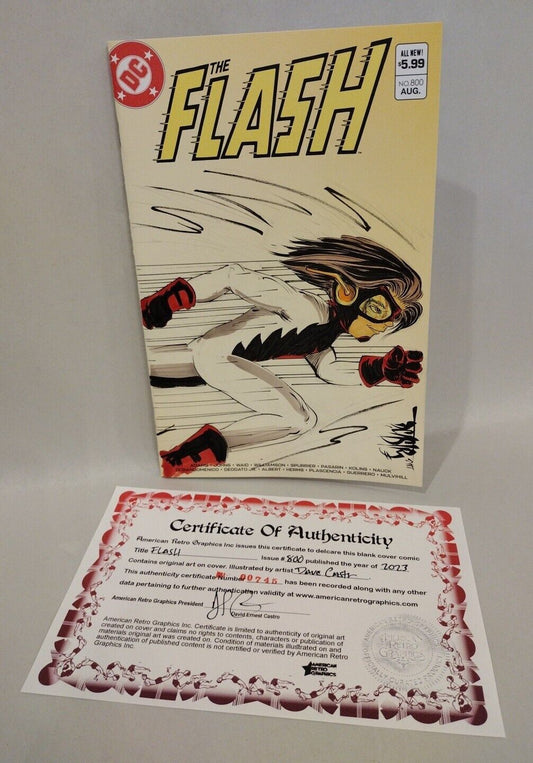 DC
THE
FLASH
ALL NEW!
$5.99
NO.800
AUG.
ADAMS • JOHNS • WAID • WILLIAMSON • SPURRIER • PASARIN • KOLINS • NAUCK
DI GIANDOMENICO • DEODATO JR. • ALBERT • HERMS • PLASCENCIA • GUERRERO • MULVIHILL
Certificate Of Authenticity
American Retro Graphics Inc issues this certificate to delcare this blank cover comic
Title FLASH Issue # 800 published the year of 2023
Contains original art on cover. Illustrated by artist Dave Castr
This authenticity certificate Number 00745 has been recorded along with any other
data pertaining to further authentication validity at www.americanretrographics.com
American Retro Graphics President
David Ernest Castro
American Retro Graphics Inc. Certificate is limited to authenticity of original art
created on cover and claims no rights to contents, characters or publication of
materials original art was created on. Condition of materials illustrated on and
authentication of published content is not certified or verified by American Retro
Graphics Inc.
AMERICAN
RETRO
GRAPHICS